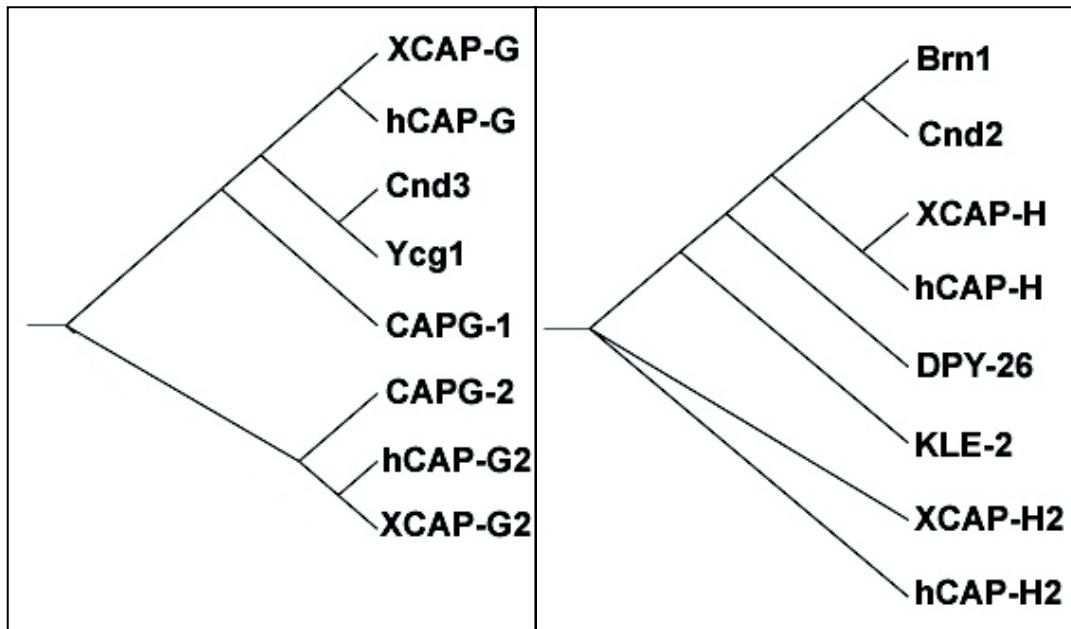 XCAP-G
hCAP-G
Cnd3
Ycg1
CAPG-1
CAPG-2
hCAP-G2
XCAP-G2
Brn1
Cnd2
XCAP-H
hCAP-H
DPY-26
KLE-2
XCAP-H2
hCAP-H2